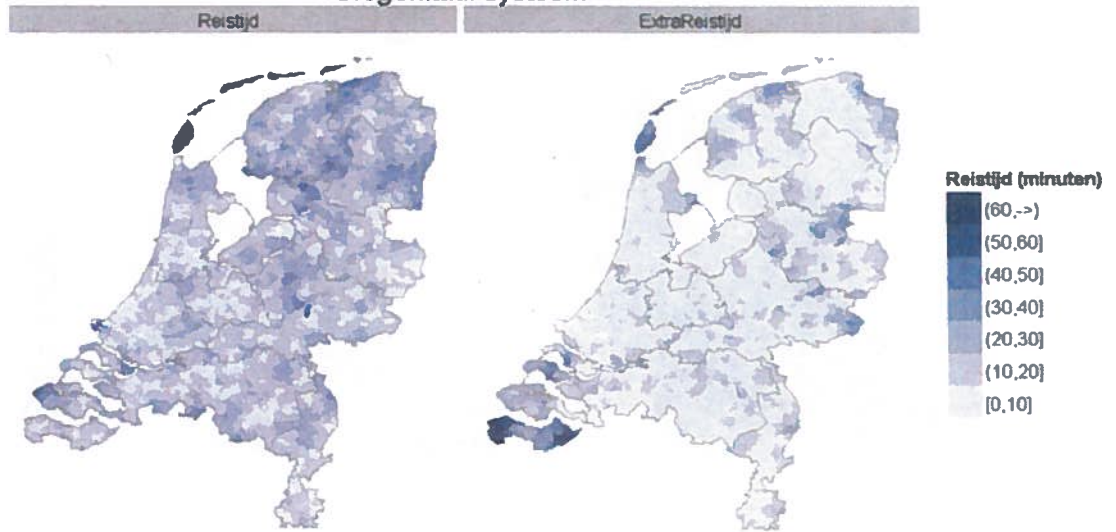 Reistijd
ExtraReistijd
Reistijd (minuten)
(60,->)
(50,60]
(40,50]
(30,40]
(20,30]
(10,20]
[0,10]